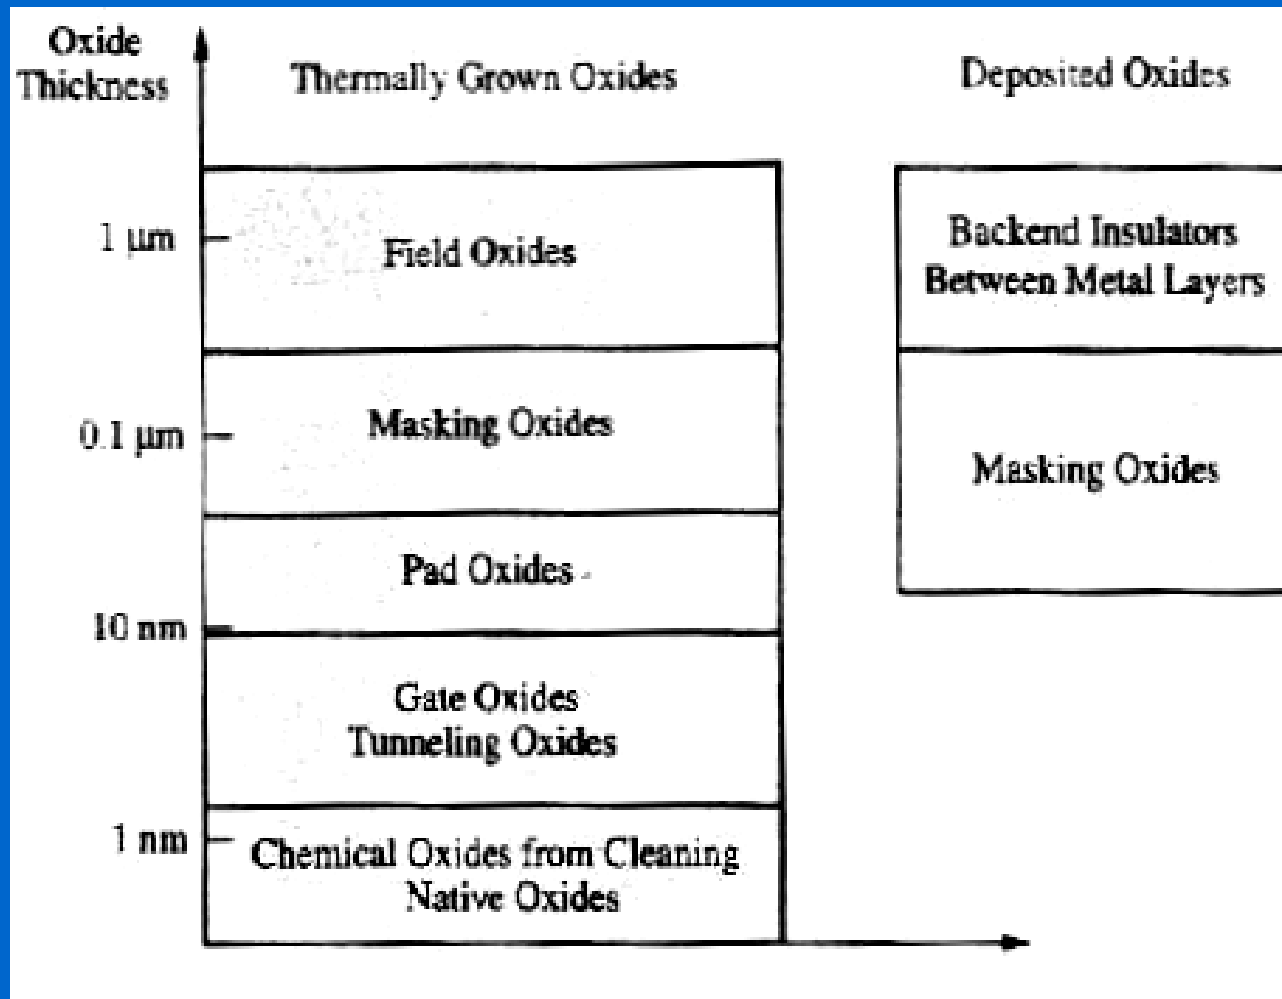 Oxide
Thickness
Thermally Grown Oxides
Deposited Oxides
1 µm
Field Oxides
Backend Insulators
Between Metal Layers
0.1 µm
Masking Oxides
Masking Oxides
Pad Oxides
10 nm
Gate Oxides
Tunneling Oxides
1 nm
Chemical Oxides from Cleaning
Native Oxides